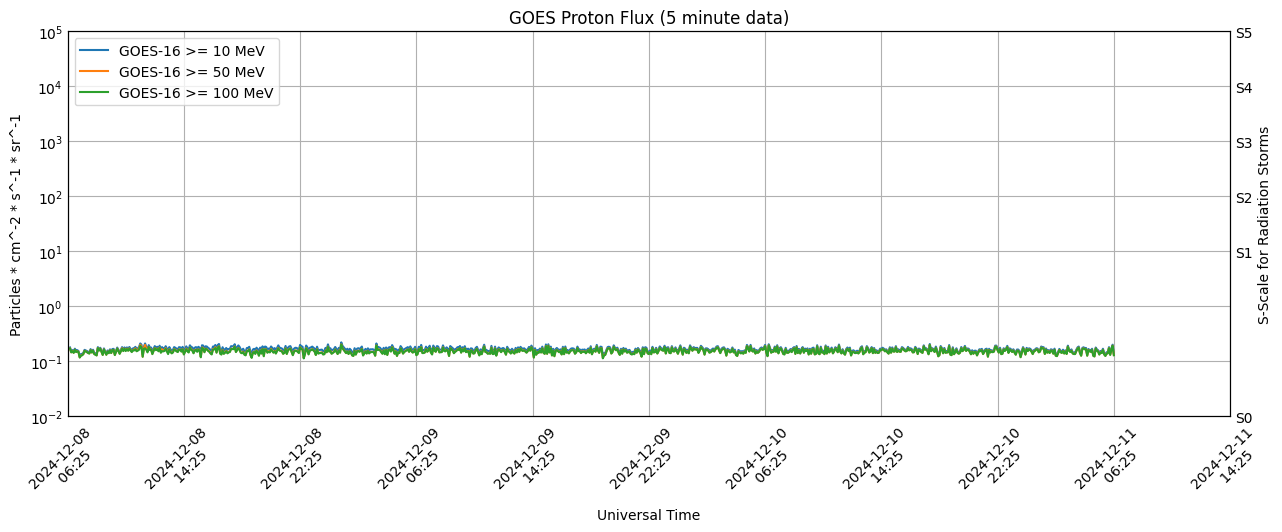 GOES Proton Flux (5 minute data)
GOES-16 >= 10 MeV
GOES-16 >= 50 MeV
GOES-16 >= 100 MeV
Particles * cm^-2 * s^-1 * sr^-1
10^5
10^4
10^3
10^2
10^1
10^0
10^-1
10^-2
S5
S4
S3
S2
S1
S0
S-Scale for Radiation Storms
2024-12-08
06:25
2024-12-08
14:25
2024-12-08
22:25
2024-12-09
06:25
2024-12-09
14:25
2024-12-09
22:25
2024-12-10
06:25
2024-12-10
14:25
2024-12-10
22:25
2024-12-11
06:25
2024-12-11
14:25
Universal Time